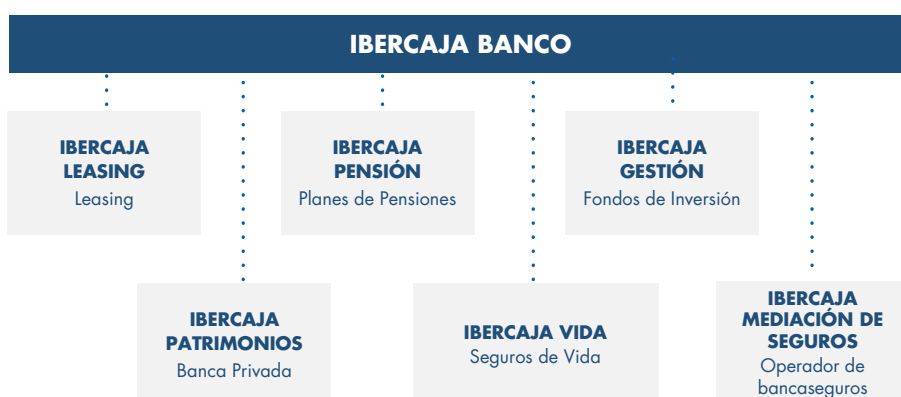 IBERCAJA BANCO
IBERCAJA
LEASING
Leasing
IBERCAJA
PENSIÓN
Planes de Pensiones
IBERCAJA
GESTIÓN
Fondos de Inversión
IBERCAJA
PATRIMONIOS
Banca Privada
IBERCAJA VIDA
Seguros de Vida
IBERCAJA
MEDIACIÓN DE
SEGUROS
Operador de
bancaseguros